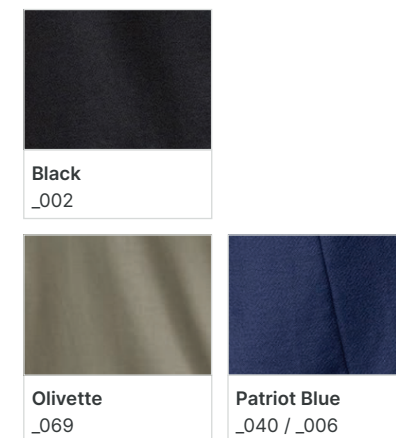 Black
_002
Olivette
_069
Patriot Blue
_040 / _006